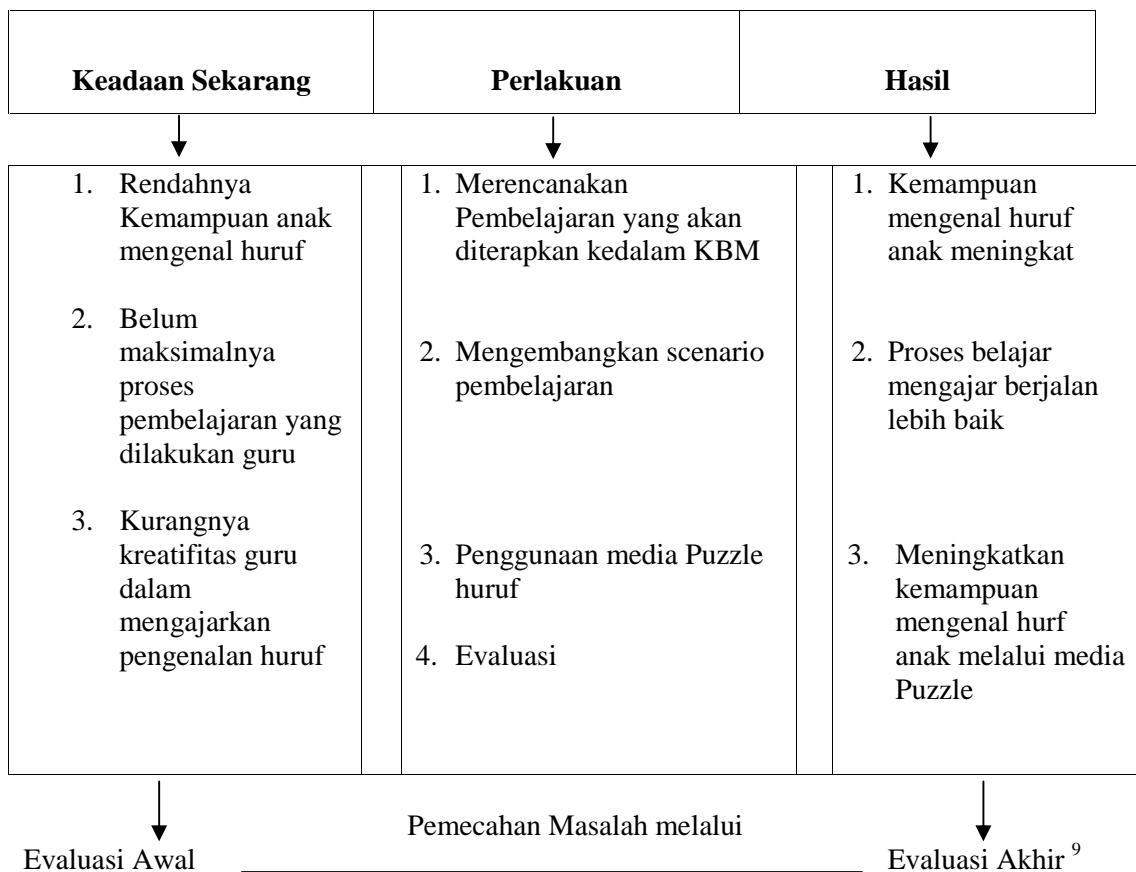 Keadaan Sekarang
Perlakuan
Hasil
1. Rendahnya
Kemampuan anak
mengenal huruf
2. Belum
maksimalnya
proses
pembelajaran yang
dilakukan guru
3. Kurangnya
kreatifitas guru
dalam
mengajarkan
pengenalan huruf
1. Merencanakan
Pembelajaran yang akan
diterapkan kedalam KBM
2. Mengembangkan scenario
pembelajaran
3. Penggunaan media Puzzle
huruf
4. Evaluasi
1. Kemampuan
mengenal huruf
anak meningkat
2. Proses belajar
mengajar berjalan
lebih baik
3. Meningkatkan
kemampuan
mengenal hurf
anak melalui media
Puzzle
Pemecahan Masalah melalui
Evaluasi Awal
Evaluasi Akhir 9